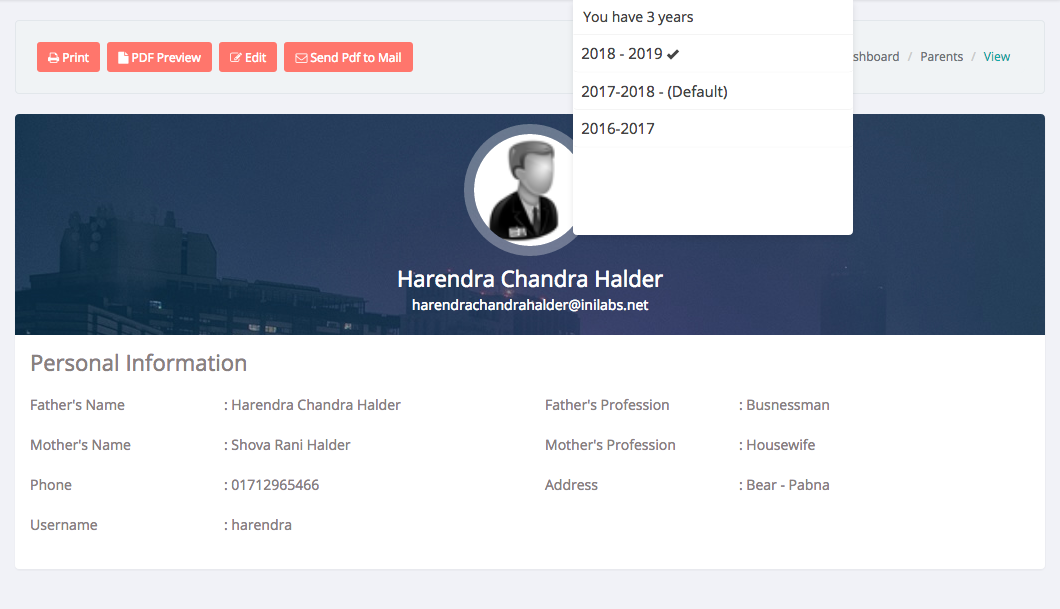 You have 3 years
2018 - 2019
2017-2018 - (Default)
2016-2017
Print
PDF Preview
Edit
Send Pdf to Mail
/ Parents / View
Harendra Chandra Halder
harendrachandrahalder@inilabs.net
Personal Information
Father's Name : Harendra Chandra Halder
Father's Profession : Busnessman
Mother's Name : Shova Rani Halder
Mother's Profession : Housewife
Phone : 01712965466
Address : Bear - Pabna
Username : harendra